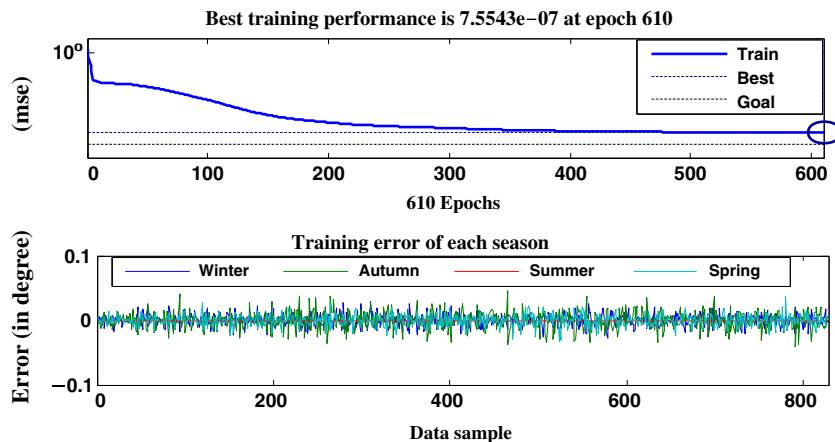 Best training performance is 7.5543e−07 at epoch 610
10⁰
(mse)
Train
Best
Goal
0 100 200 300 400 500 600
610 Epochs
Training error of each season
0.1
0
−0.1
Error (in degree)
Winter Autumn Summer Spring
0 200 400 600 800
Data sample